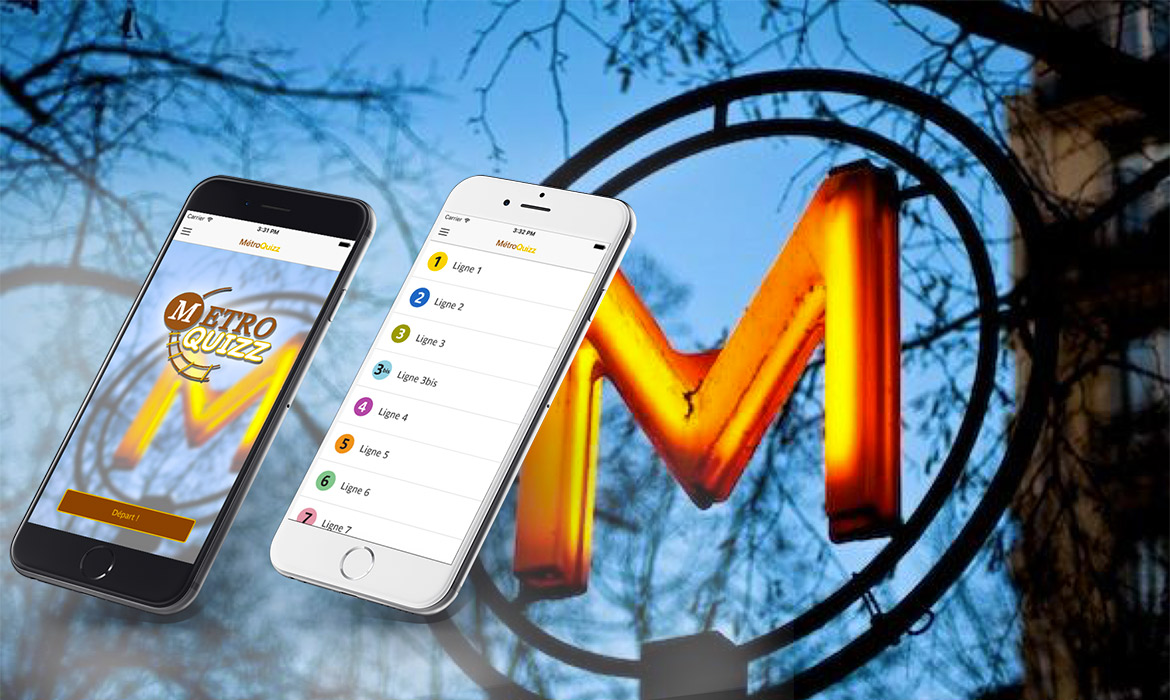 Carrier
3:31 PM
MétroQuizz
METRO
QUIZZ
Départ !
Carrier
3:32 PM
MétroQuizz
1 Ligne 1
2 Ligne 2
3 Ligne 3
3bis Ligne 3bis
4 Ligne 4
5 Ligne 5
6 Ligne 6
7 Ligne 7
M